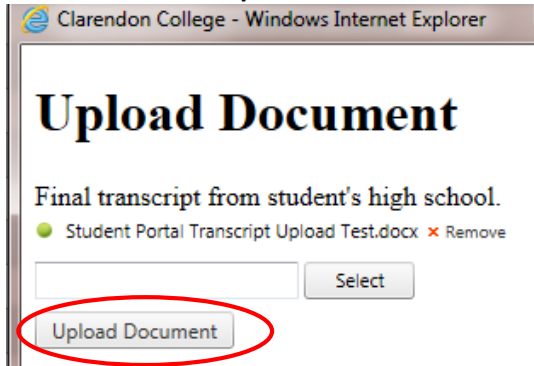 Clarendon College - Windows Internet Explorer
Upload Document
Final transcript from student's high school.
Student Portal Transcript Upload Test.docx × Remove
Select
Upload Document